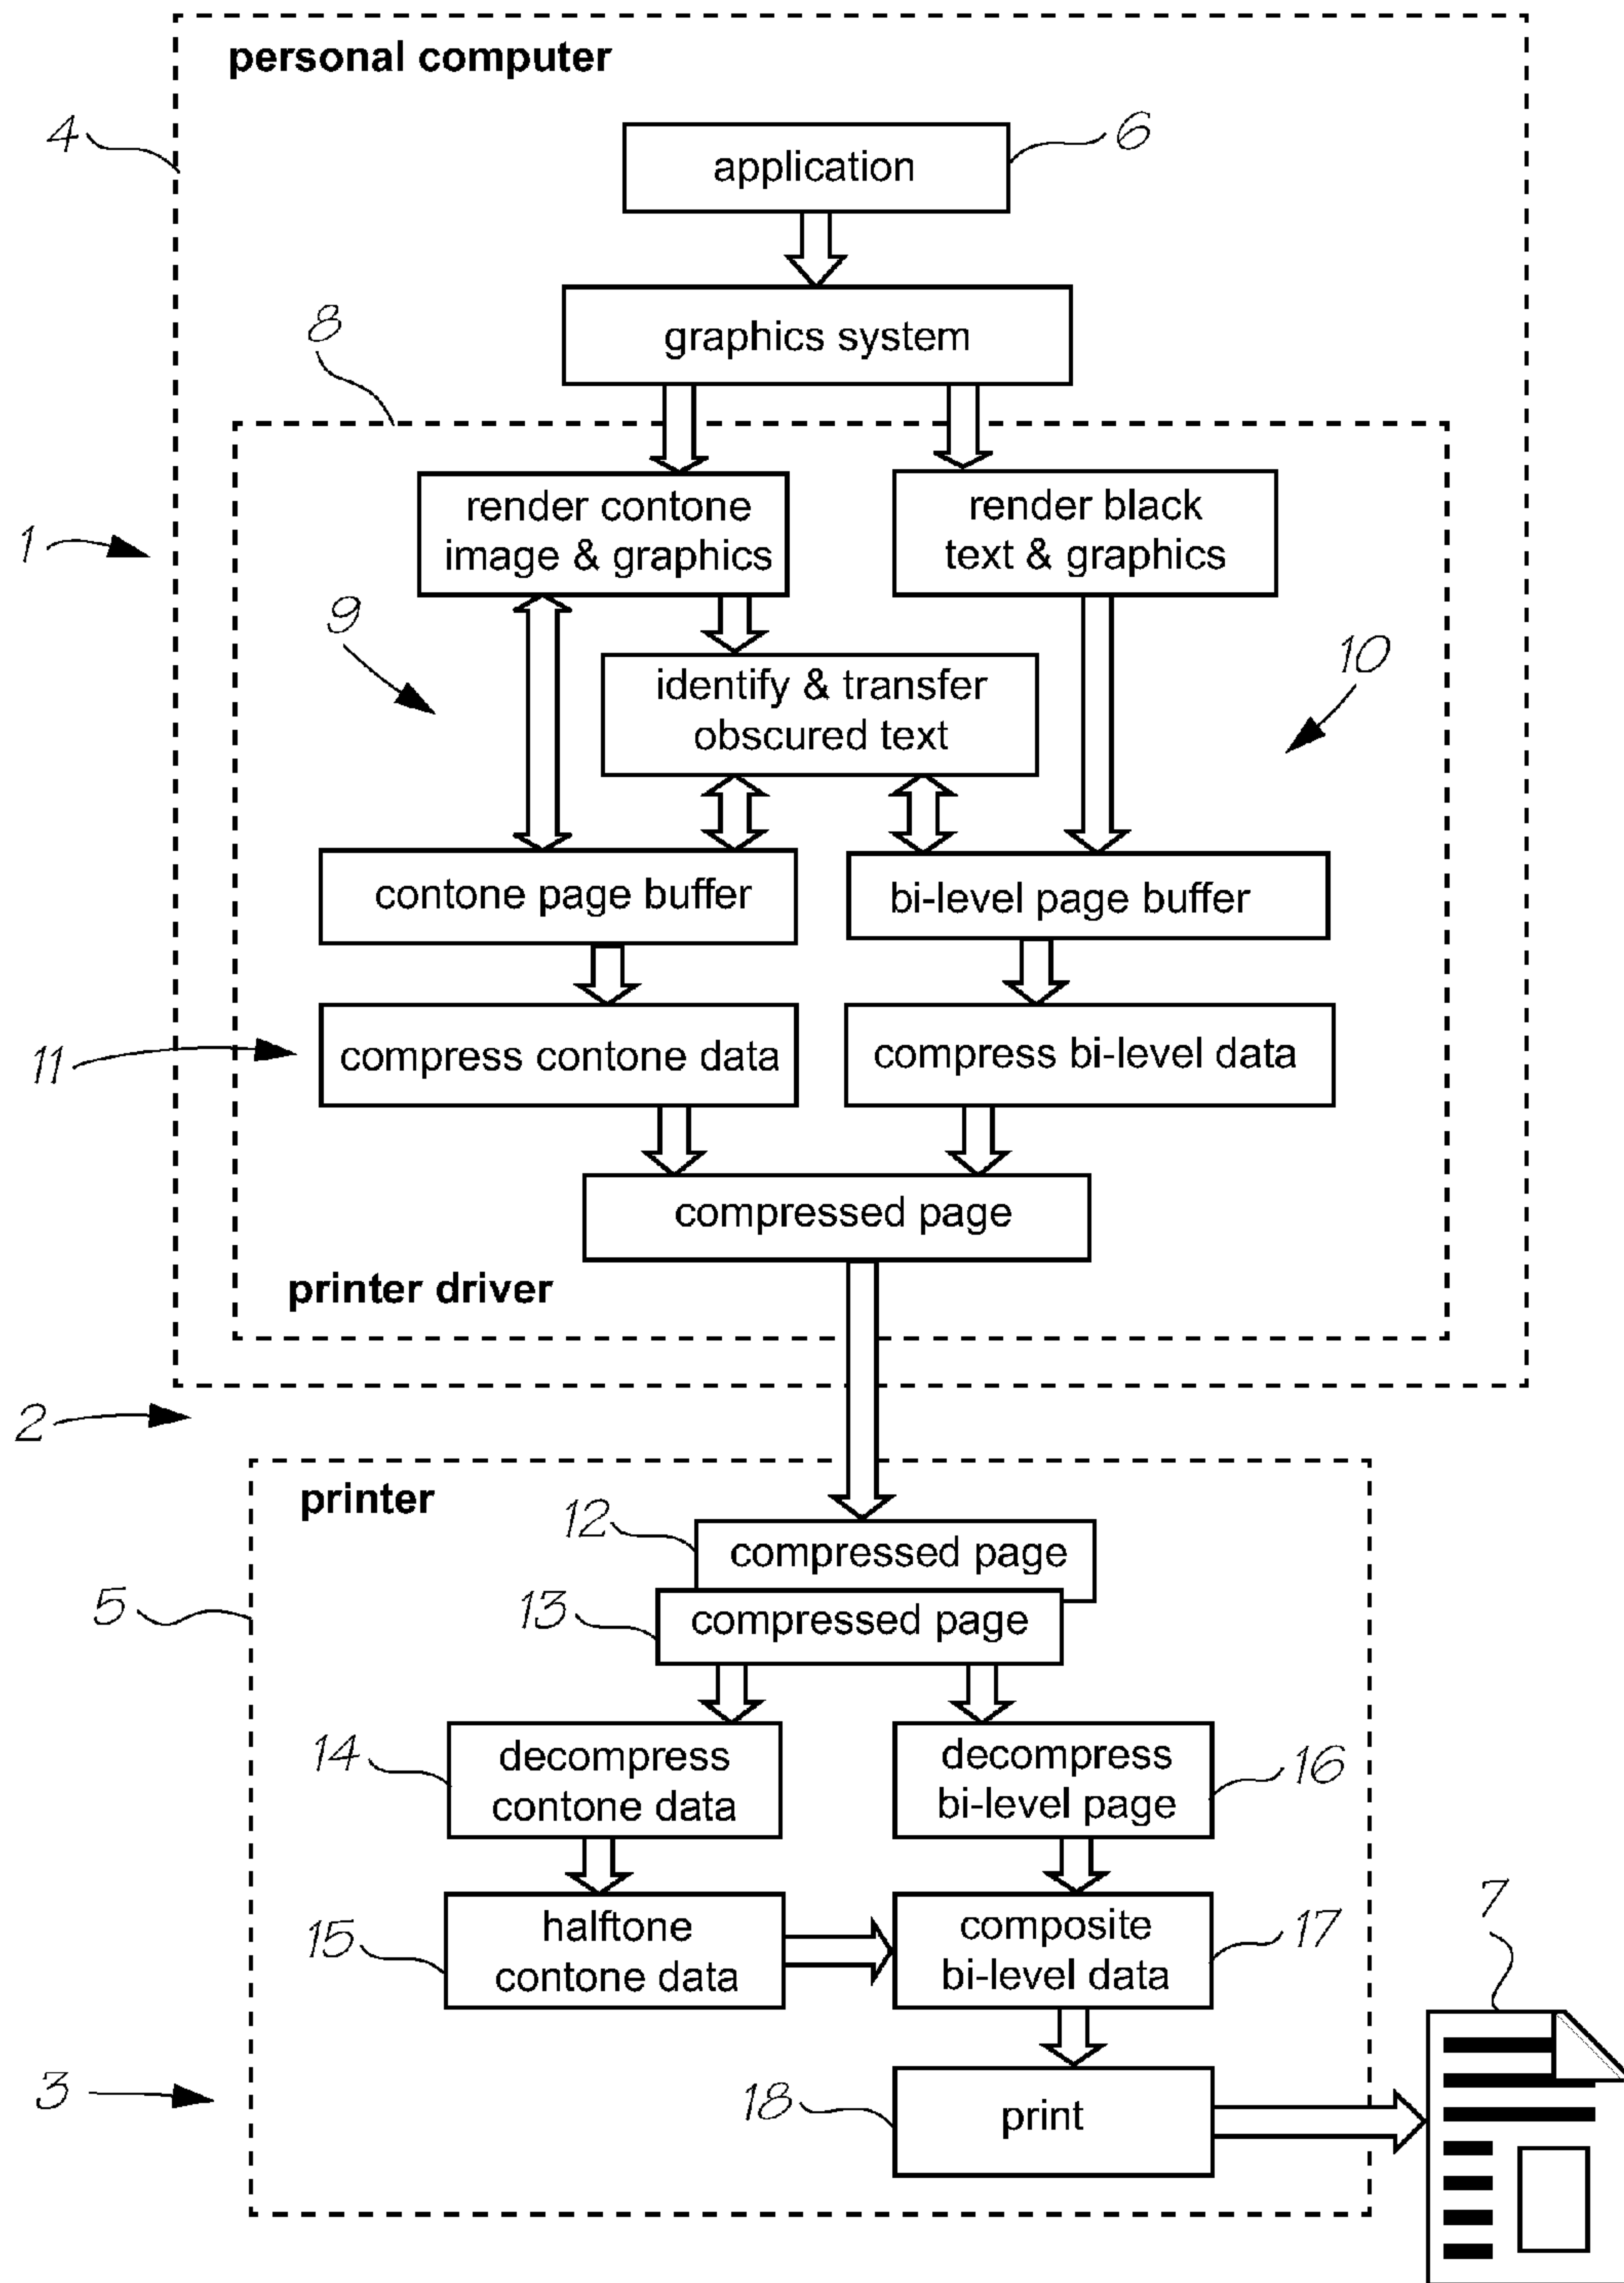 personal computer
4
application
6
graphics system
8
render contone
image & graphics
render black
text & graphics
1
9
identify & transfer
obscured text
10
contone page buffer
bi-level page buffer
11
compress contone data
compress bi-level data
compressed page
printer driver
2
printer
12
compressed page
5
13
compressed page
14
decompress
contone data
decompress
bi-level page
16
15
halftone
contone data
composite
bi-level data
17
7
3
18
print